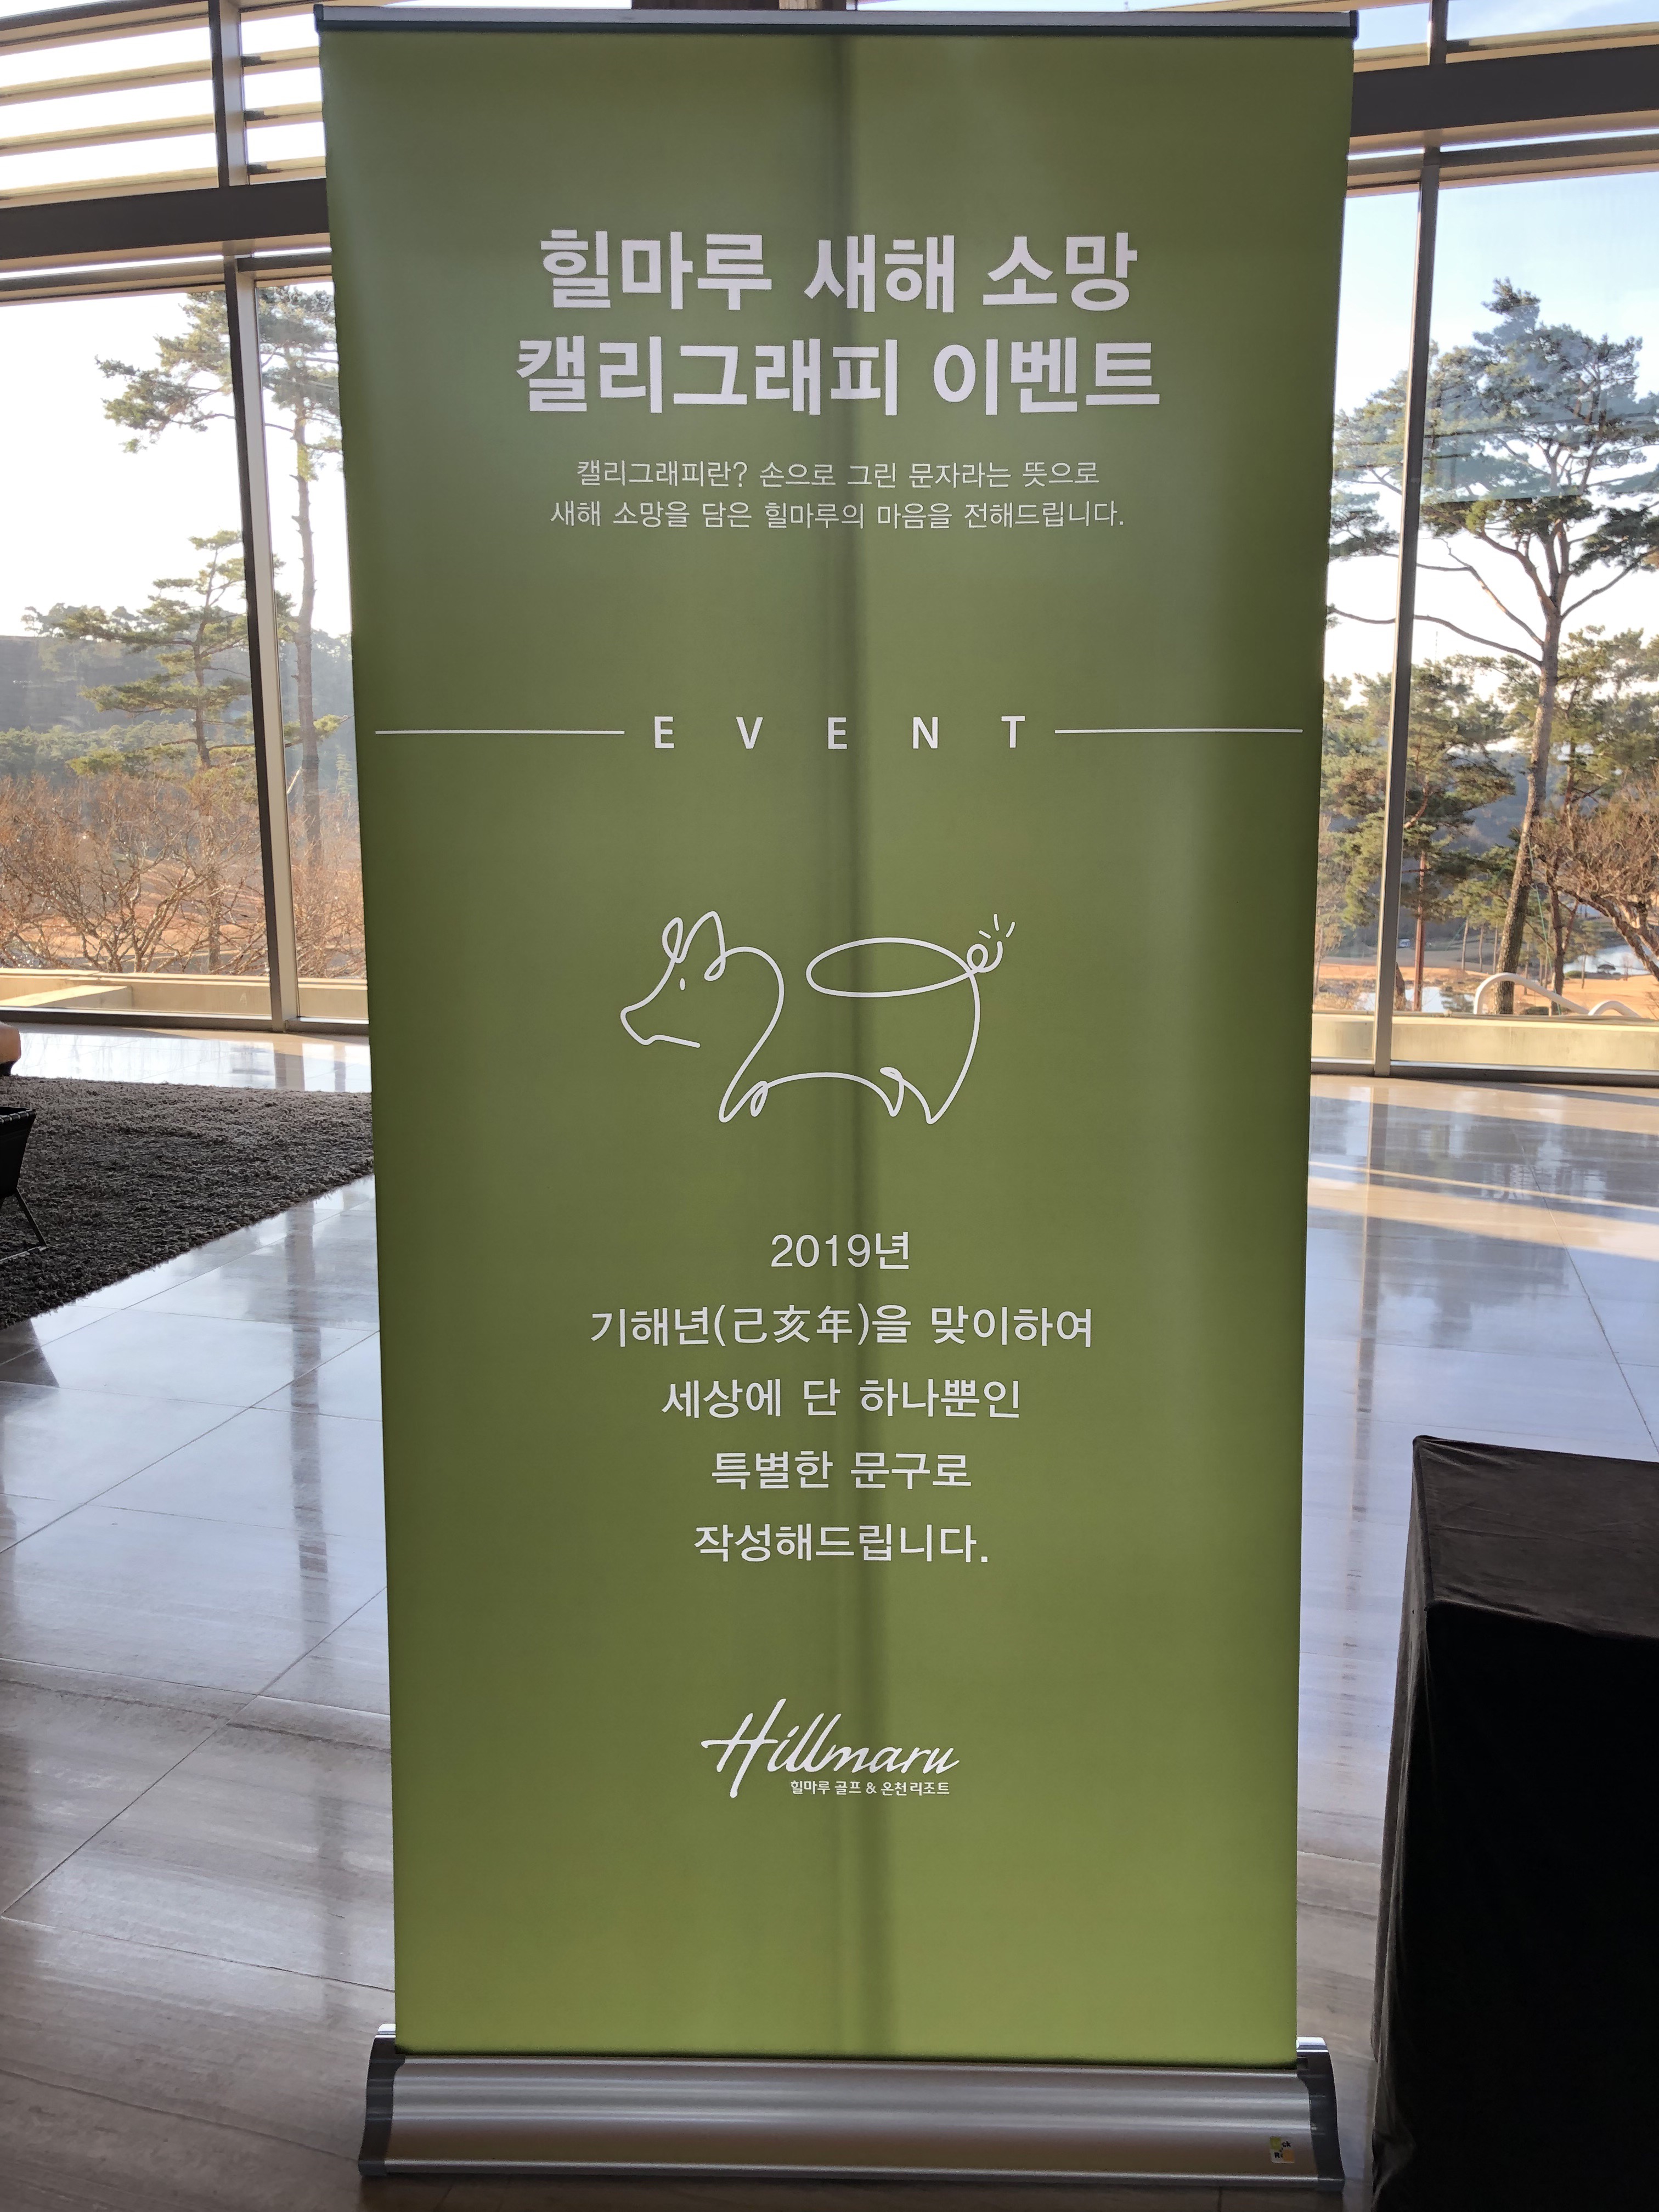 힐마루 새해 소망
캘리그래피 이벤트
캘리그래피란? 손으로 그린 문자라는 뜻으로
새해 소망을 담은 힐마루의 마음을 전해드립니다.
EVENT
2019년
기해년(己亥年)을 맞이하여
세상에 단 하나뿐인
특별한 문구로
작성해드립니다.
Hillmaru
힐마루 골프 & 온천리조트